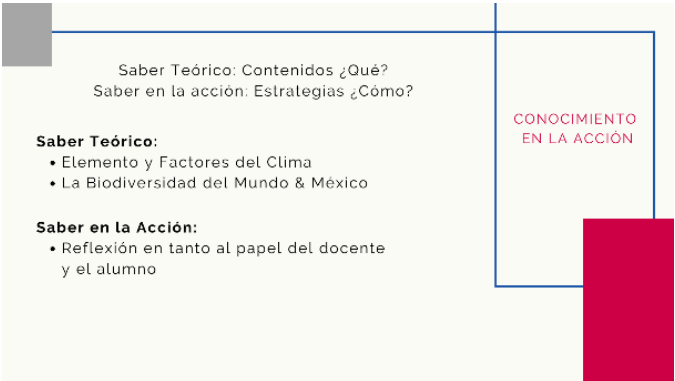 Saber Teórico: Contenidos ¿Qué?
Saber en la acción: Estrategias ¿Cómo?
CONOCIMIENTO
EN LA ACCIÓN
Saber Teórico:
• Elemento y Factores del Clima
• La Biodiversidad del Mundo & México
Saber en la Acción:
• Reflexión en tanto al papel del docente
y el alumno